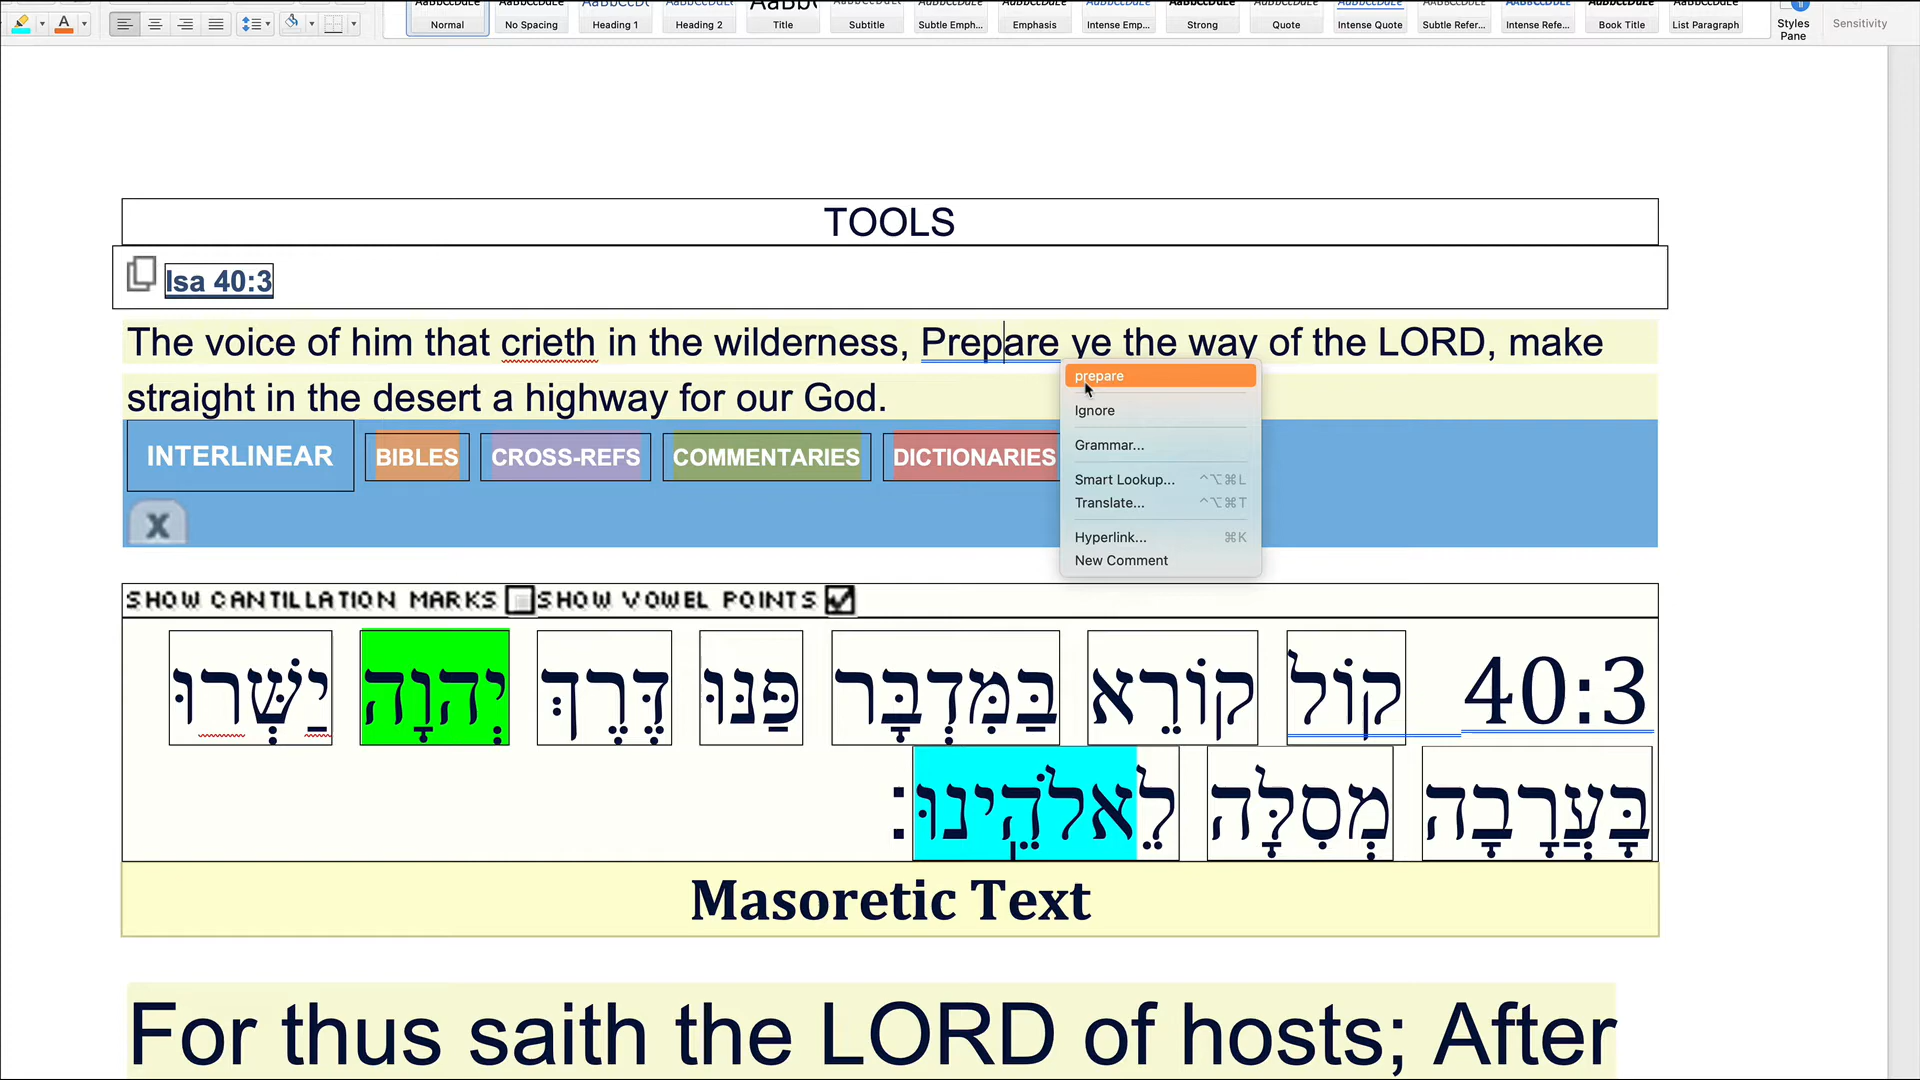 Normal No Spacing Heading 1 Heading 2 Title Subtitle Subtle Emph... Emphasis Intense Emp... Strong Quote Intense Quote Subtle Refer... Intense Refe... Book Title List Paragraph Styles Pane Sensitivity
TOOLS
Isa 40:3
The voice of him that crieth in the wilderness, Prepare ye the way of the LORD, make
straight in the desert a highway for our God.
prepare
Ignore
Grammar...
Smart Lookup... ⌃⌥⌘L
Translate... ⌃⌥⌘T
Hyperlink... ⌘K
New Comment
INTERLINEAR BIBLES CROSS-REFS COMMENTARIES DICTIONARIES
X
SHOW CANTILLATION MARKS SHOW VOWEL POINTS
40:3 קוֹל קוֹרֵא בַּמִּדְבָּר פַּנּוּ דֶּרֶךְ יְהוָה יַשְּׁרוּ
בָּעֲרָבָה מְסִלָּה לֵאלֹהֵינוּ:
Masoretic Text
For thus saith the LORD of hosts; After